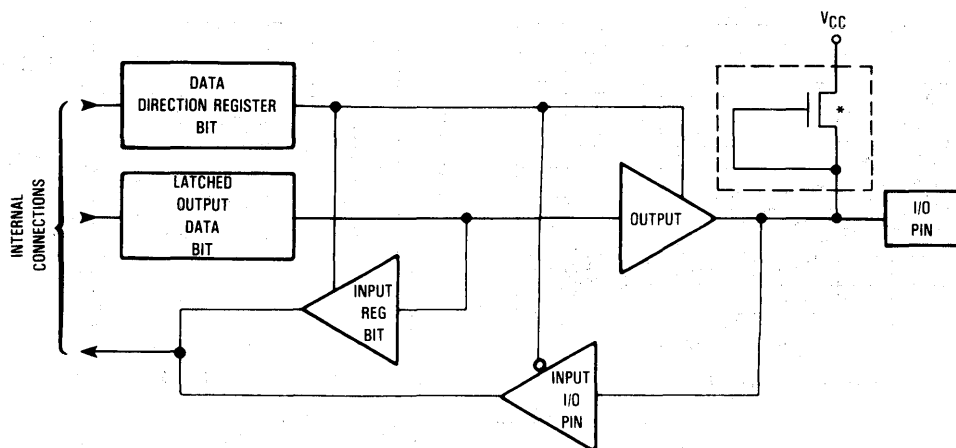 VCC
DATA
DIRECTION REGISTER
BIT
*
LATCHED
OUTPUT
DATA
BIT
INTERNAL
CONNECTIONS
OUTPUT
I/O
PIN
INPUT
REG
BIT
INPUT
I/O
PIN